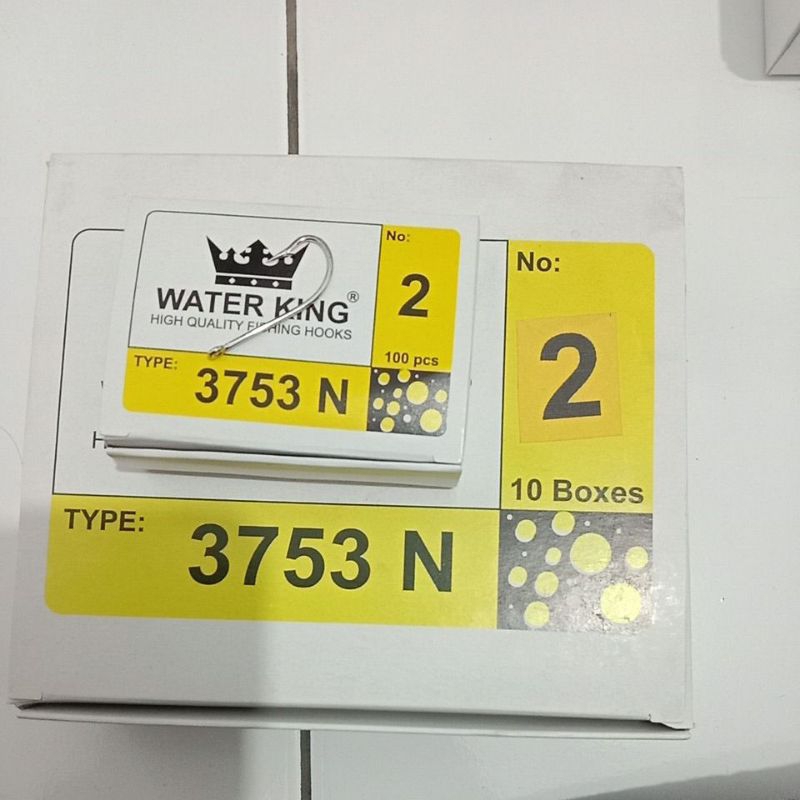 No:
2
100 pcs
WATER KING®
HIGH QUALITY FISHING HOOKS
TYPE:
3753 N
No:
2
10 Boxes
H
TYPE:
3753 N